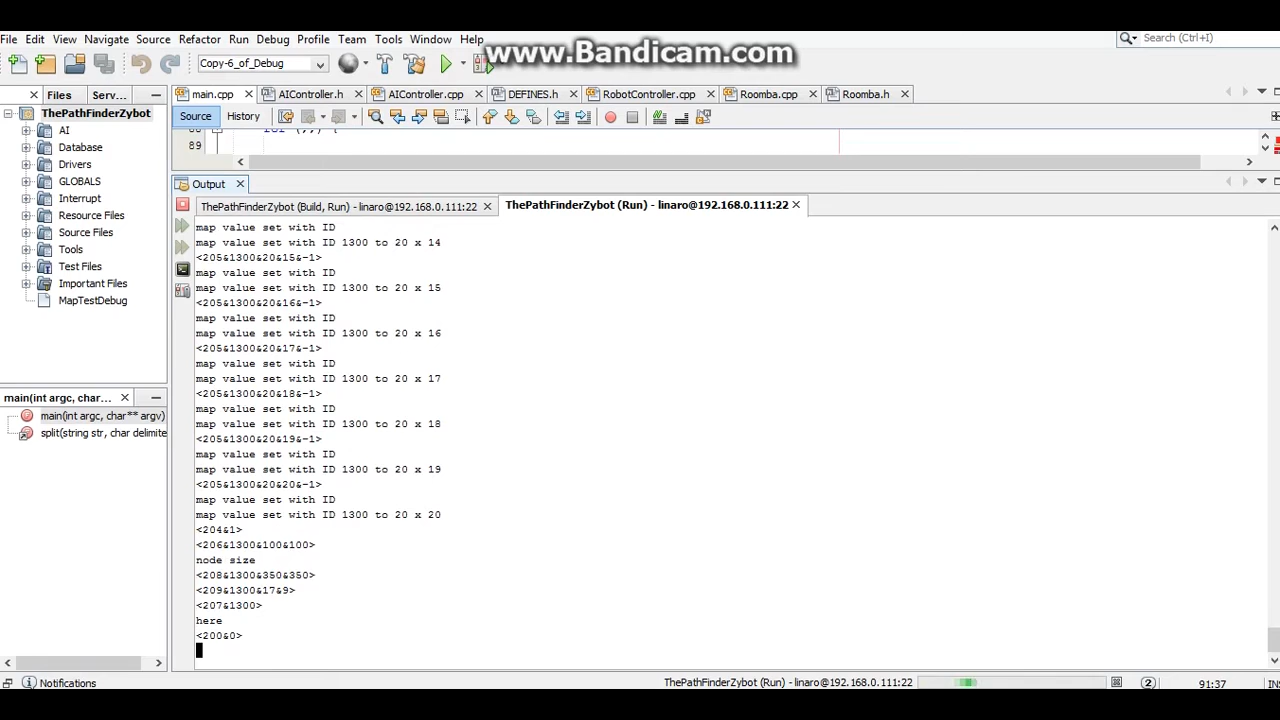 www.Bandicam.com
File Edit View Navigate Source Refactor Run Debug Profile Team Tools Window Help
Search (Ctrl+I)
Copy-6_of_Debug
Files Serv...
main.cpp AIController.h AIController.cpp DEFINES.h RobotController.cpp Roomba.cpp Roomba.h
Source History
ThePathFinderZybot
AI
Database
Drivers
GLOBALS
Interrupt
Resource Files
Source Files
Tools
Test Files
Important Files
MapTestDebug
89
Output
ThePathFinderZybot (Build, Run) - linaro@192.168.0.111:22
ThePathFinderZybot (Run) - linaro@192.168.0.111:22
map value set with ID
map value set with ID 1300 to 20 x 14
<205&1300&20&15&-1>
map value set with ID
map value set with ID 1300 to 20 x 15
<205&1300&20&16&-1>
map value set with ID
map value set with ID 1300 to 20 x 16
<205&1300&20&17&-1>
map value set with ID
map value set with ID 1300 to 20 x 17
<205&1300&20&18&-1>
map value set with ID
map value set with ID 1300 to 20 x 18
<205&1300&20&19&-1>
map value set with ID
map value set with ID 1300 to 20 x 19
<205&1300&20&20&-1>
map value set with ID
map value set with ID 1300 to 20 x 20
<204&1>
<206&1300&100&100>
node size
<208&1300&350&350>
<209&1300&17&9>
<207&1300>
here
<200&0>
main(int argc, char...
main(int argc, char** argv)
split(string str, char delimite
Notifications
ThePathFinderZybot (Run) - linaro@192.168.0.111:22
2
91:37
INS